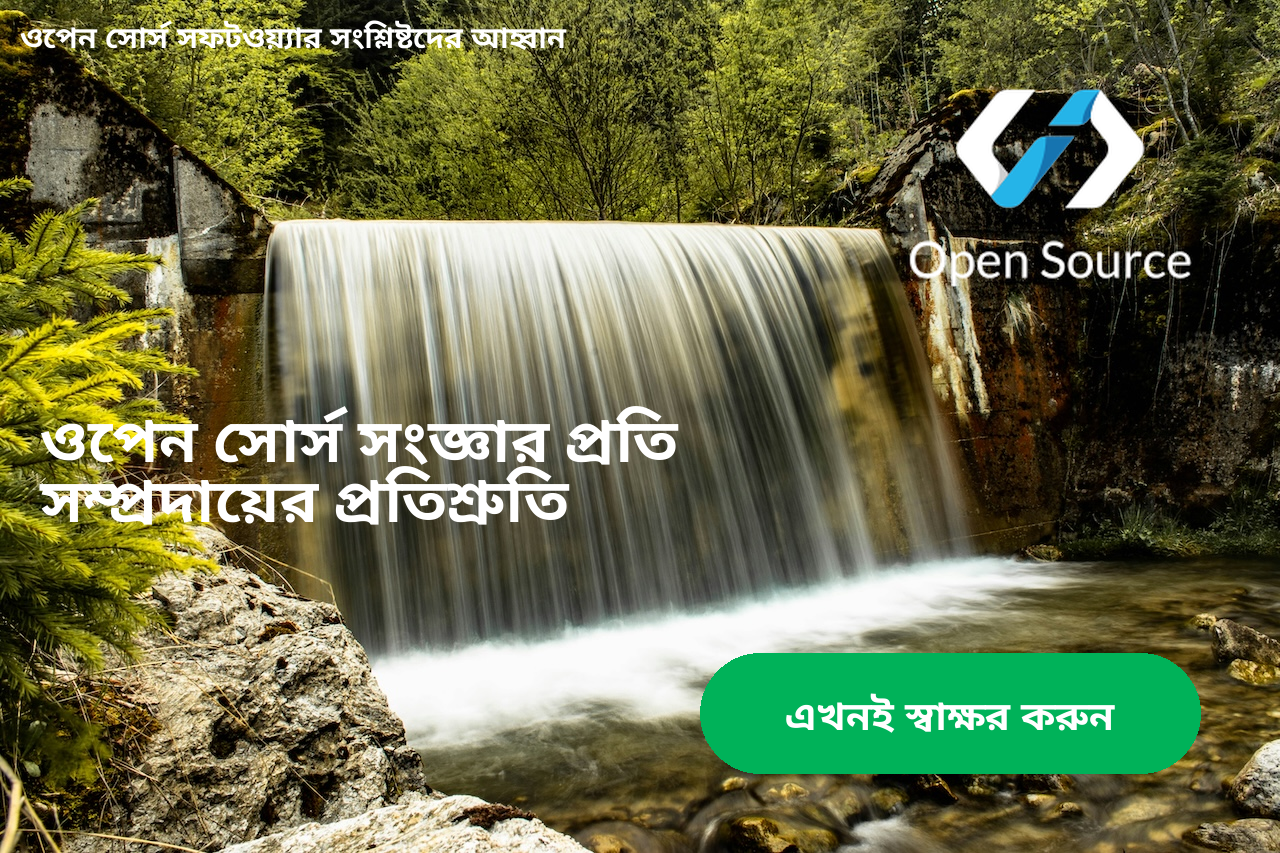 ওপেন সোর্স সফটওয়্যার সংশ্লিষ্টদের আহ্বান
Open Source
ওপেন সোর্স সংজ্ঞার প্রতি
সম্প্রদায়ের প্রতিশ্রুতি
এখনই স্বাক্ষর করুন